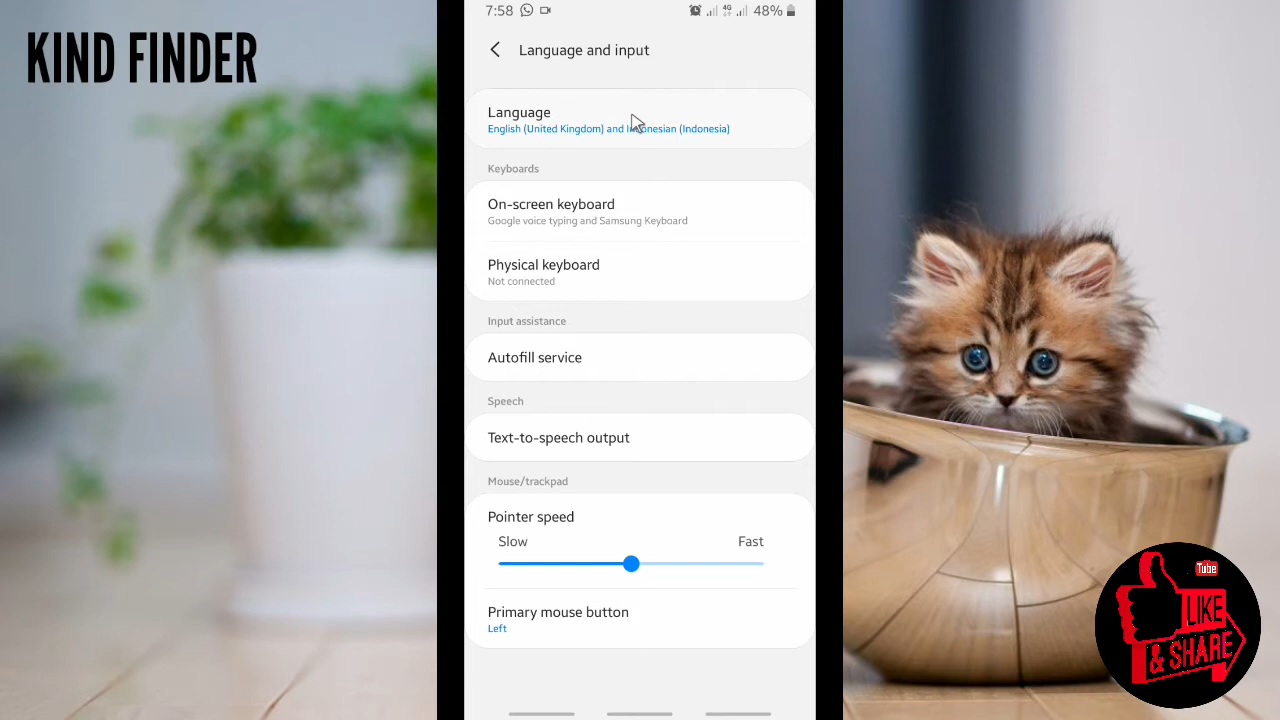 KIND FINDER
7:58
4G
48%
Language and input
Language
English (United Kingdom) and Indonesian (Indonesia)
Keyboards
On-screen keyboard
Google voice typing and Samsung Keyboard
Physical keyboard
Not connected
Input assistance
Autofill service
Speech
Text-to-speech output
Mouse/trackpad
Pointer speed
Slow
Fast
Primary mouse button
Left
Tube
LIKE
& SHARE